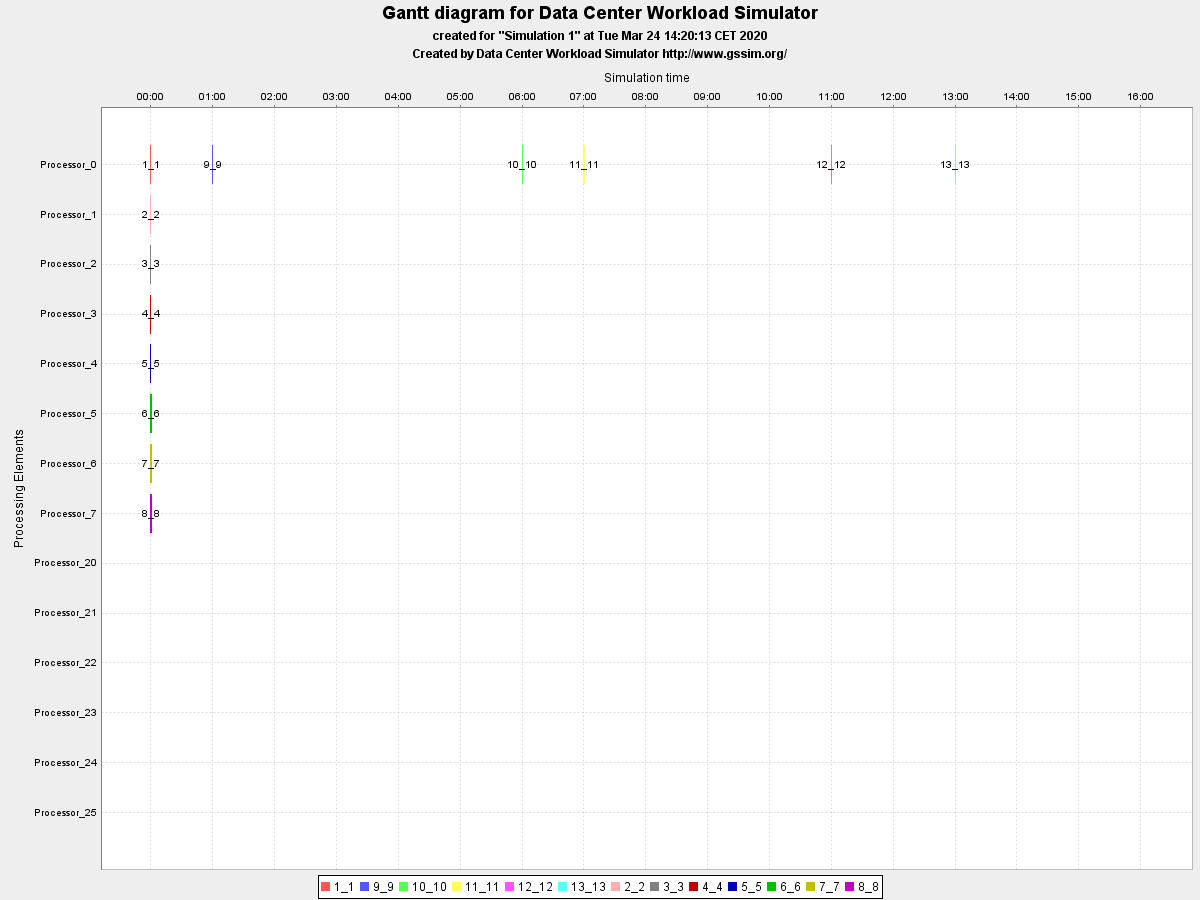 Gantt diagram for Data Center Workload Simulator
created for "Simulation 1" at Tue Mar 24 14:20:13 CET 2020
Created by Data Center Workload Simulator http://www.gssim.org/
Simulation time
00:00 01:00 02:00 03:00 04:00 05:00 06:00 07:00 08:00 09:00 10:00 11:00 12:00 13:00 14:00 15:00 16:00
Processing Elements
Processor_0 1_1 9_9 10_10 11_11 12_12 13_13
Processor_1 2_2
Processor_2 3_3
Processor_3 4_4
Processor_4 5_5
Processor_5 6_6
Processor_6 7_7
Processor_7 8_8
Processor_20
Processor_21
Processor_22
Processor_23
Processor_24
Processor_25
1_1 9_9 10_10 11_11 12_12 13_13 2_2 3_3 4_4 5_5 6_6 7_7 8_8